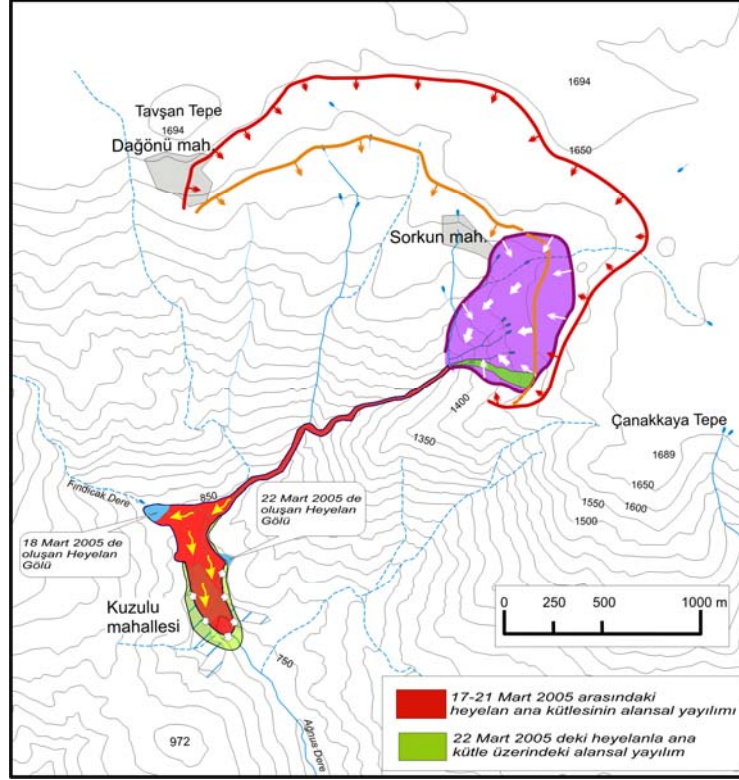 1694
Tavşan Tepe
1694
Dağönü mah.
1650
Sorkun mah.
1400
1350
Çanakkaya Tepe
1689
1650
1550
1600
1500
Fındıcak Dere
850
22 Mart 2005 de
oluşan Heyelan
Gölü
18 Mart 2005 de
oluşan Heyelan
Gölü
Kuzulu
mahallesi
0 250 500 1000 m
750
Ağnus Dere
972
17-21 Mart 2005 arasındaki
heyelan ana kütlesinin alansal yayılımı
22 Mart 2005 deki heyelanla ana
kütle üzerindeki alansal yayılım